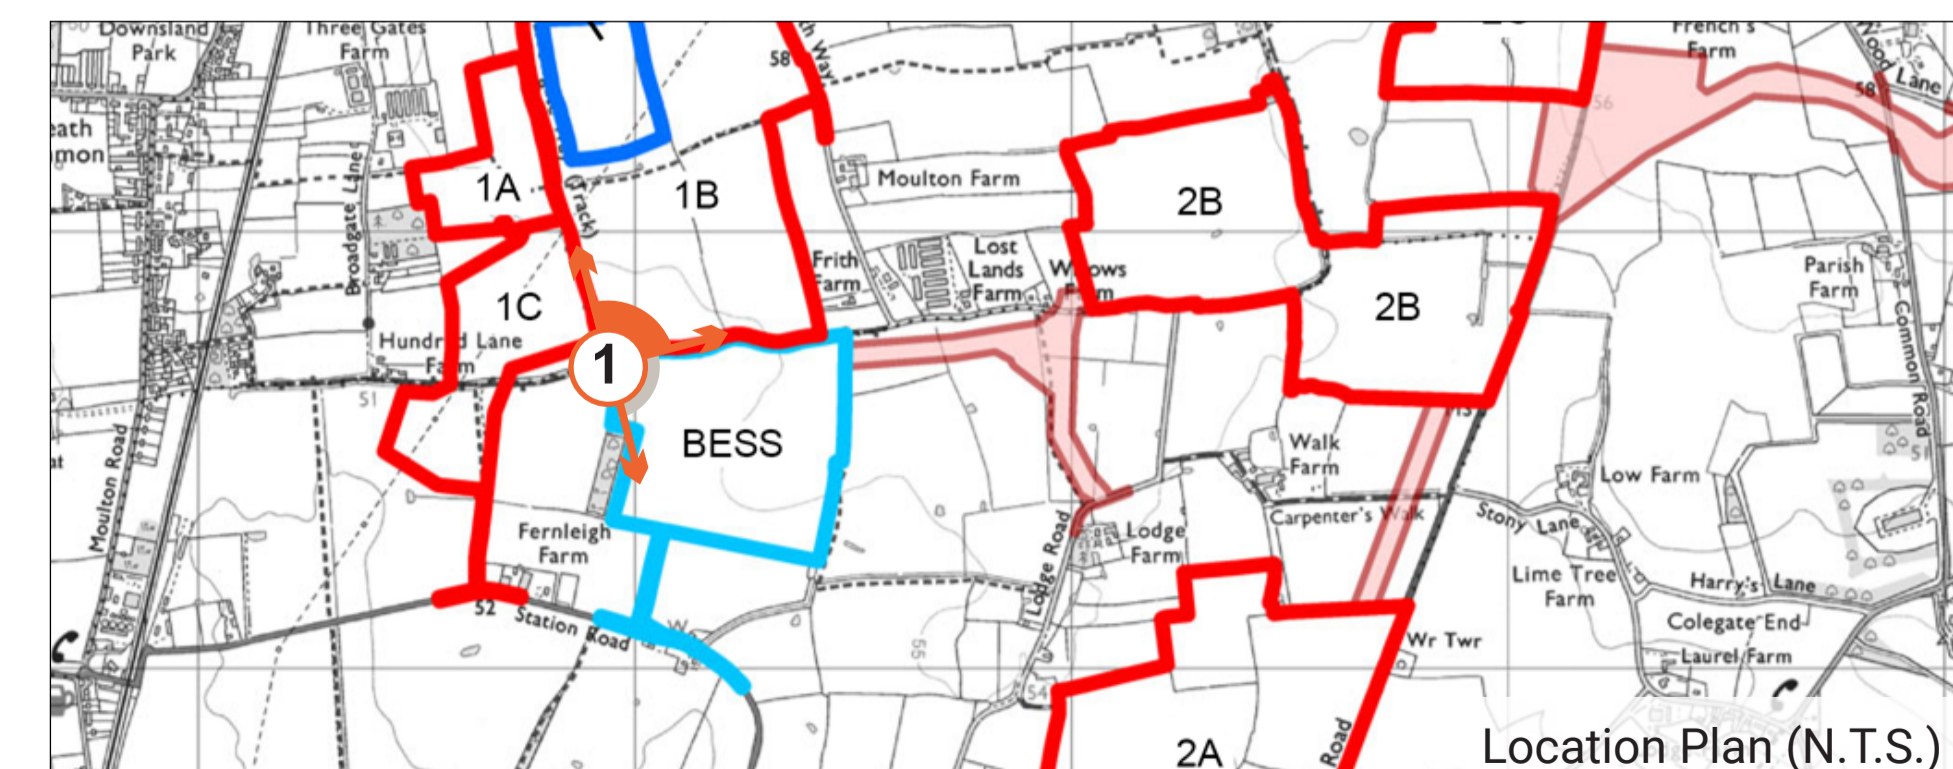 Downsland
Park
Three Gates
Farm
58
French's
Farm
Wood Lane
58
56
1A
1B
2B
(Track)
Moulton Farm
Broadgate Lane
Lost
Lands
Farm
Frith
Farm
Parish
Farm
1C
2B
Hundred Lane
Farm
1
51
Common Road
BESS
Moulton Road
Walk
Farm
Low Farm
51
Carpenter's Walk
Stony Lane
Fernleigh
Farm
Lodge Road
Lodge
Farm
Lime Tree
Farm
Harry's Lane
52
Station Road
Colegate End
Wr Twr
Laurel Farm
55
54
2A
Road
Location Plan (N.T.S.)